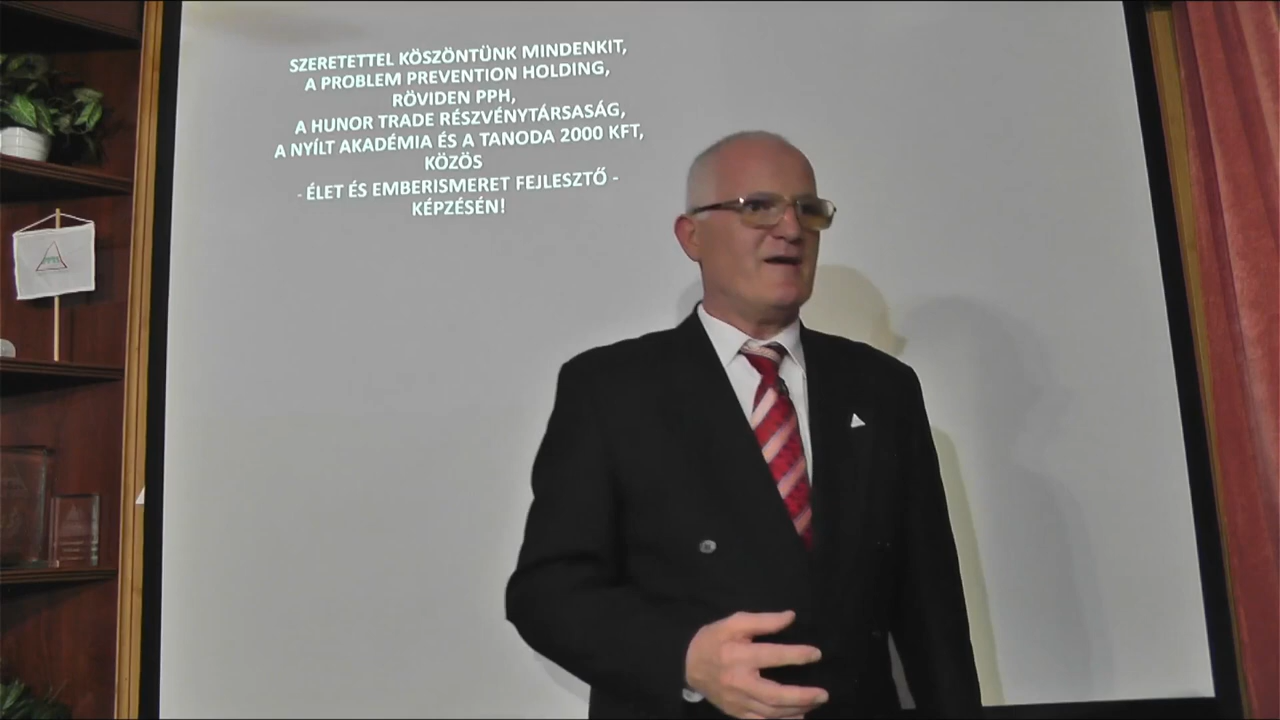 SZERETETTEL KÖSZÖNTÜNK MINDENKIT,
A PROBLEM PREVENTION HOLDING,
RÖVIDEN PPH,
A HUNOR TRADE RÉSZVÉNYTÁRSASÁG,
A NYÍLT AKADÉMIA ÉS A TANODA 2000 KFT,
KÖZÖS
- ÉLET ÉS EMBERISMERET FEJLESZTŐ -
KÉPZÉSÉN!